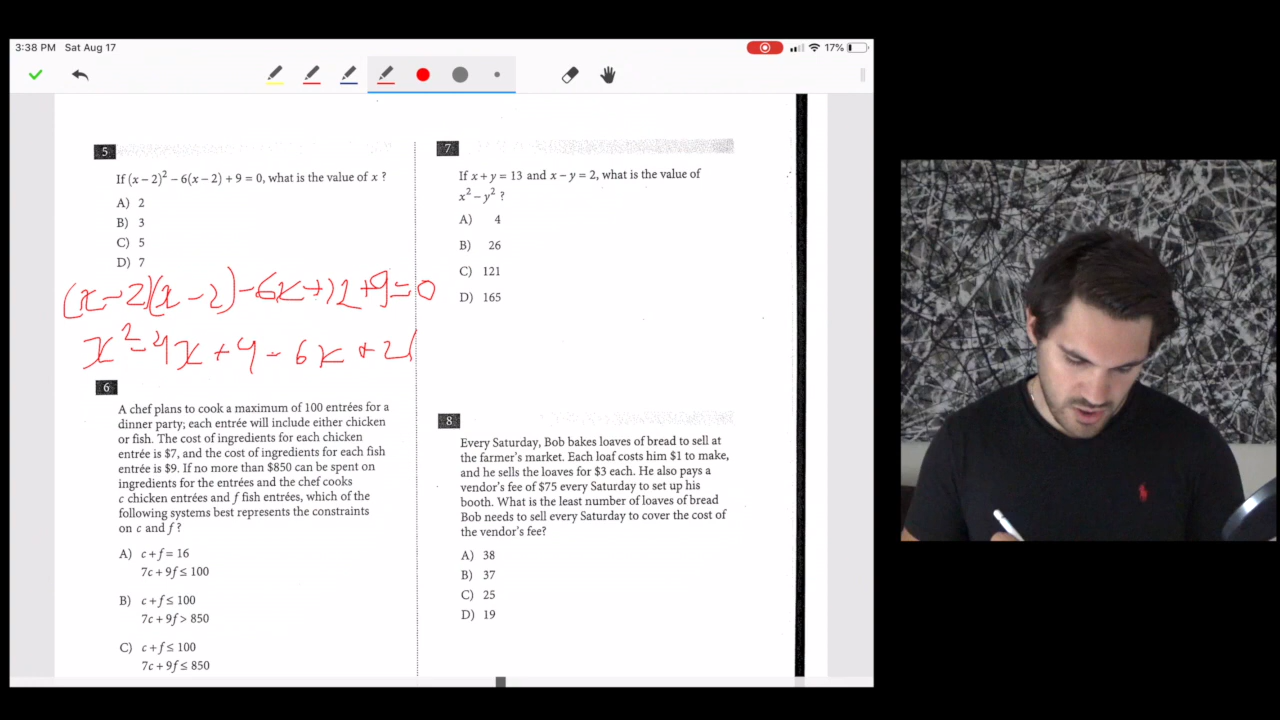 3:38 PM Sat Aug 17
17%
5
If (x − 2)² − 6(x − 2) + 9 = 0, what is the value of x ?
A) 2
B) 3
C) 5
D) 7
(x-2)(x-2)-6x+12+9=0
x²-4x+4-6x+21
6
A chef plans to cook a maximum of 100 entrées for a
dinner party; each entrée will include either chicken
or fish. The cost of ingredients for each chicken
entrée is $7, and the cost of ingredients for each fish
entrée is $9. If no more than $850 can be spent on
ingredients for the entrées and the chef cooks
c chicken entrées and f fish entrées, which of the
following systems best represents the constraints
on c and f ?
A) c + f = 16
7c + 9f ≤ 100
B) c + f ≤ 100
7c + 9f > 850
C) c + f ≤ 100
7c + 9f ≤ 850
7
If x + y = 13 and x − y = 2, what is the value of
x² − y² ?
A) 4
B) 26
C) 121
D) 165
8
Every Saturday, Bob bakes loaves of bread to sell at
the farmer's market. Each loaf costs him $1 to make,
and he sells the loaves for $3 each. He also pays a
vendor's fee of $75 every Saturday to set up his
booth. What is the least number of loaves of bread
Bob needs to sell every Saturday to cover the cost of
the vendor's fee?
A) 38
B) 37
C) 25
D) 19